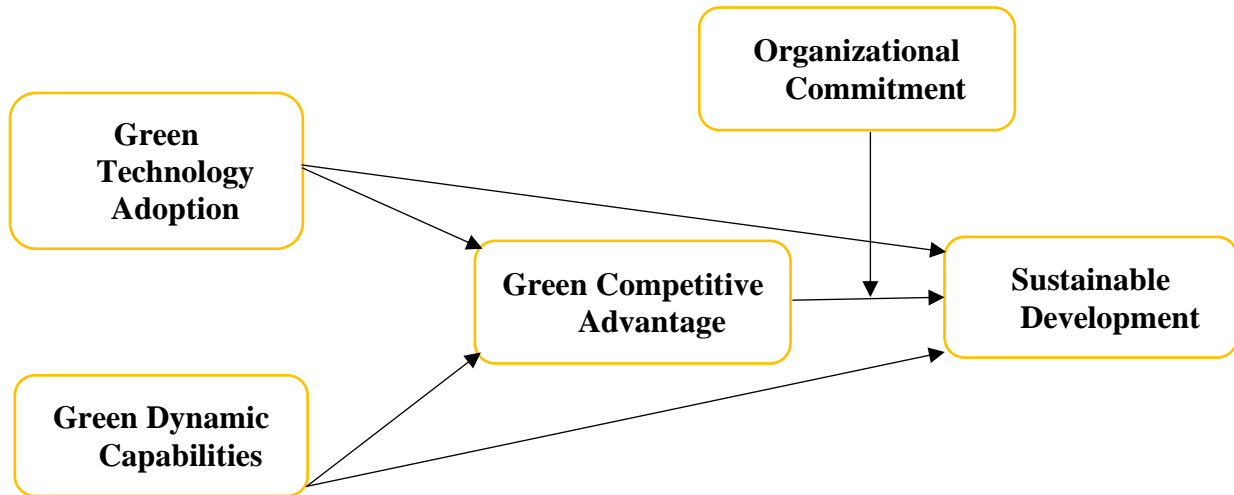 Organizational
Commitment
Green
Technology
Adoption
Green Competitive
Advantage
Sustainable
Development
Green Dynamic
Capabilities